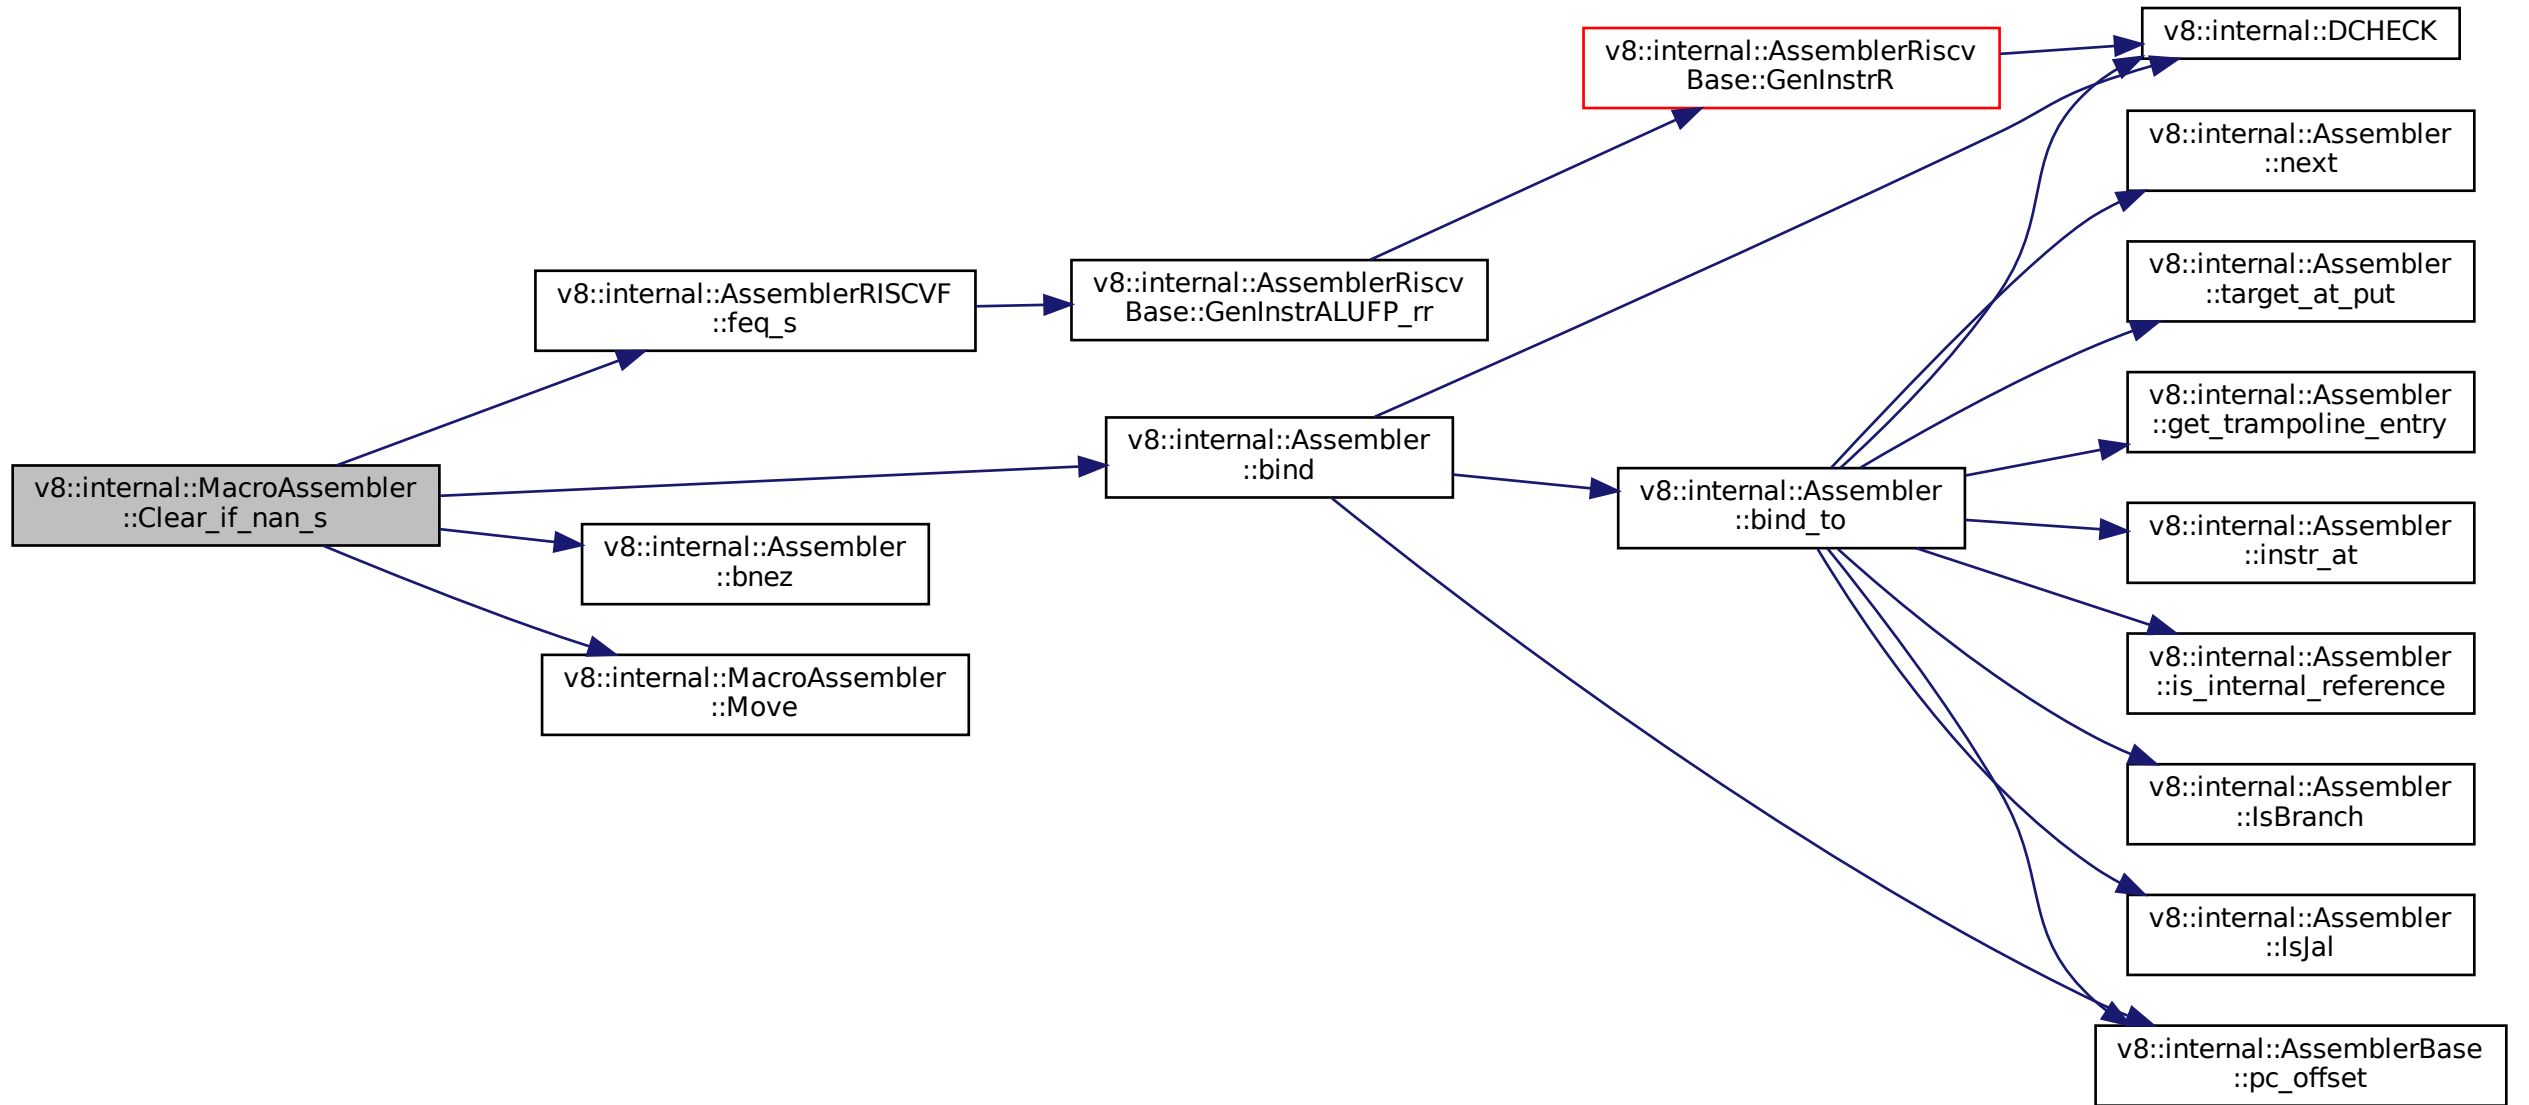 v8::internal::MacroAssembler
::Clear_if_nan_s
v8::internal::AssemblerRISCVF
::feq_s
v8::internal::Assembler
::bnez
v8::internal::MacroAssembler
::Move
v8::internal::AssemblerRiscv
Base::GenInstrALUFP_rr
v8::internal::Assembler
::bind
v8::internal::AssemblerRiscv
Base::GenInstrR
v8::internal::Assembler
::bind_to
v8::internal::DCHECK
v8::internal::Assembler
::next
v8::internal::Assembler
::target_at_put
v8::internal::Assembler
::get_trampoline_entry
v8::internal::Assembler
::instr_at
v8::internal::Assembler
::is_internal_reference
v8::internal::Assembler
::IsBranch
v8::internal::Assembler
::IsJal
v8::internal::AssemblerBase
::pc_offset